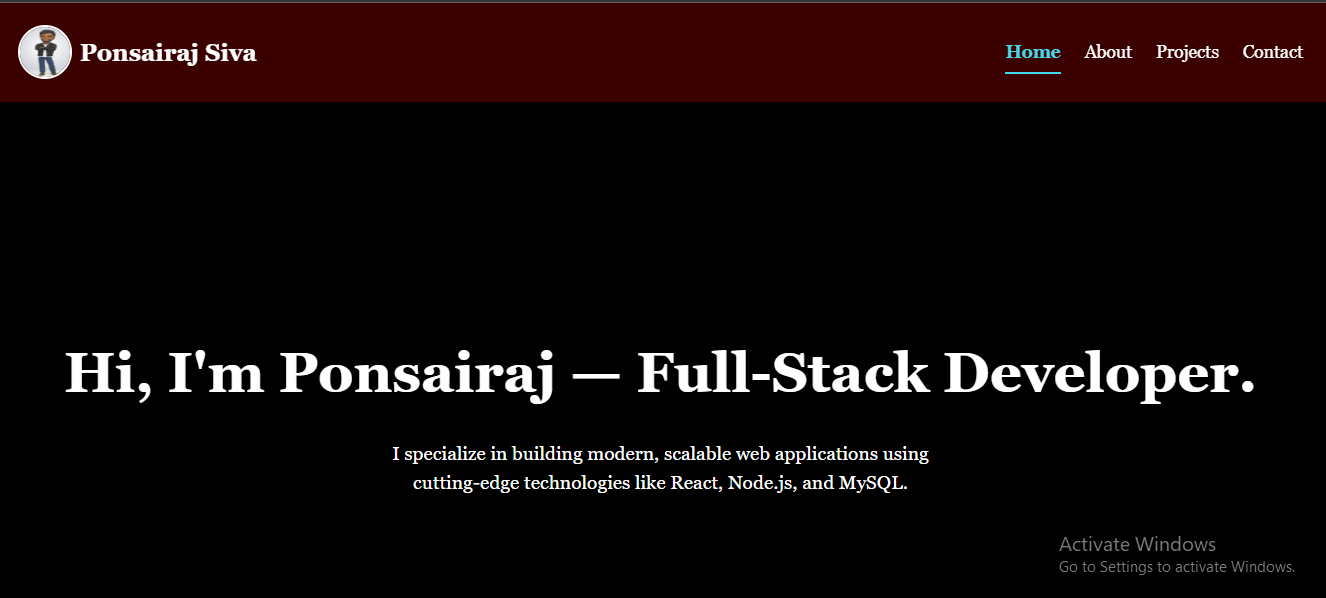 Ponsairaj Siva
Home About Projects Contact
Hi, I'm Ponsairaj — Full-Stack Developer.
I specialize in building modern, scalable web applications using
cutting-edge technologies like React, Node.js, and MySQL.
Activate Windows
Go to Settings to activate Windows.